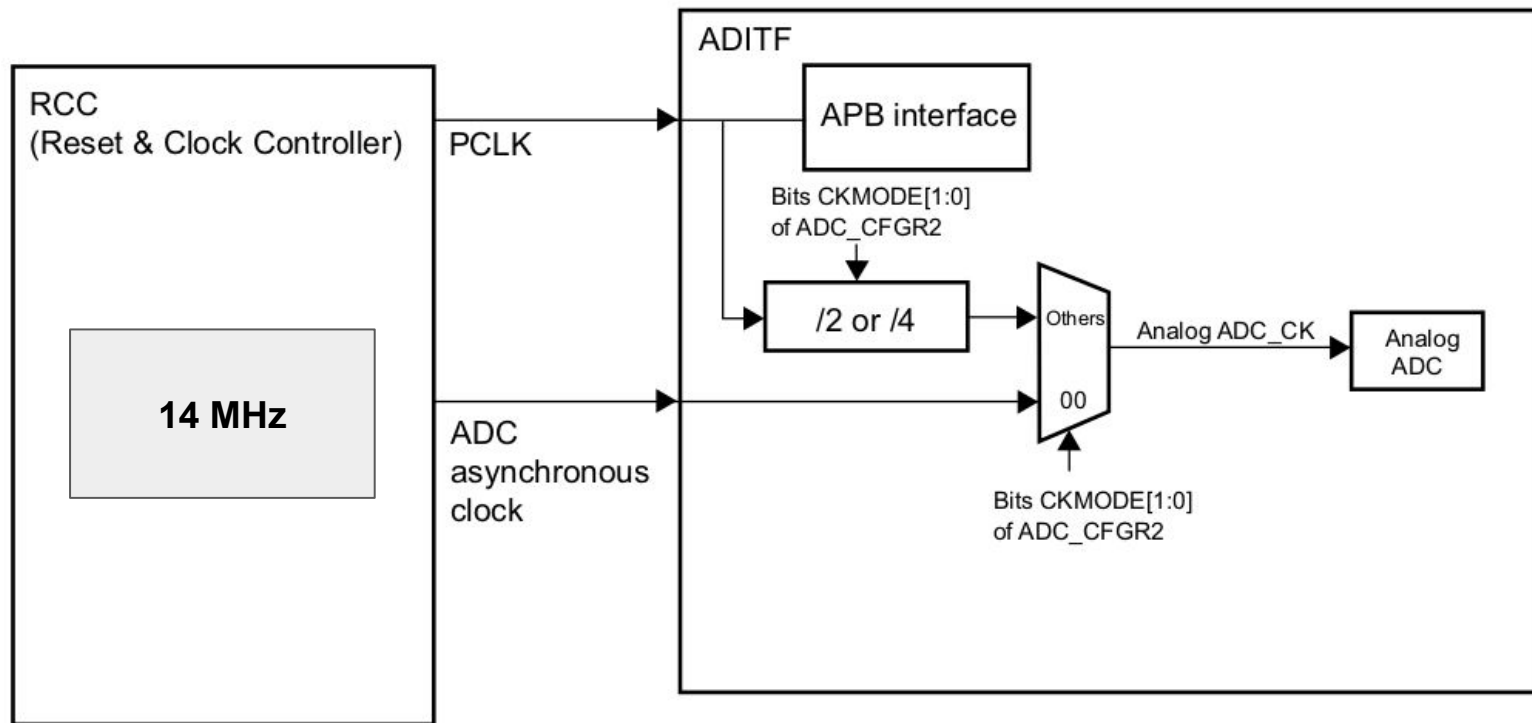 RCC
(Reset & Clock Controller)
14 MHz
PCLK
ADC
asynchronous
clock
ADITF
APB interface
Bits CKMODE[1:0]
of ADC_CFGR2
/2 or /4
Others
00
Bits CKMODE[1:0]
of ADC_CFGR2
Analog ADC_CK
Analog
ADC